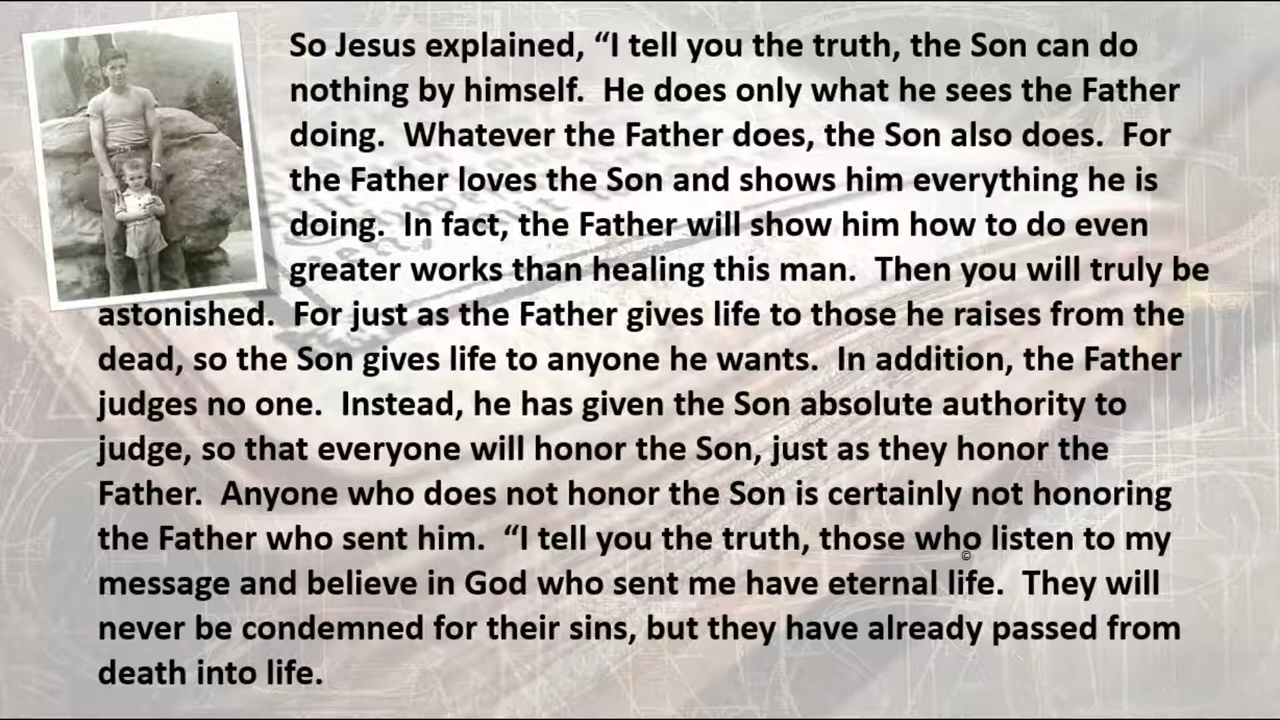 So Jesus explained, “I tell you the truth, the Son can do
nothing by himself.  He does only what he sees the Father
doing.  Whatever the Father does, the Son also does.  For
the Father loves the Son and shows him everything he is
doing.  In fact, the Father will show him how to do even
greater works than healing this man.  Then you will truly be
astonished.  For just as the Father gives life to those he raises from the
dead, so the Son gives life to anyone he wants.  In addition, the Father
judges no one.  Instead, he has given the Son absolute authority to
judge, so that everyone will honor the Son, just as they honor the
Father.  Anyone who does not honor the Son is certainly not honoring
the Father who sent him.  “I tell you the truth, those who listen to my
©
message and believe in God who sent me have eternal life.  They will
never be condemned for their sins, but they have already passed from
death into life.